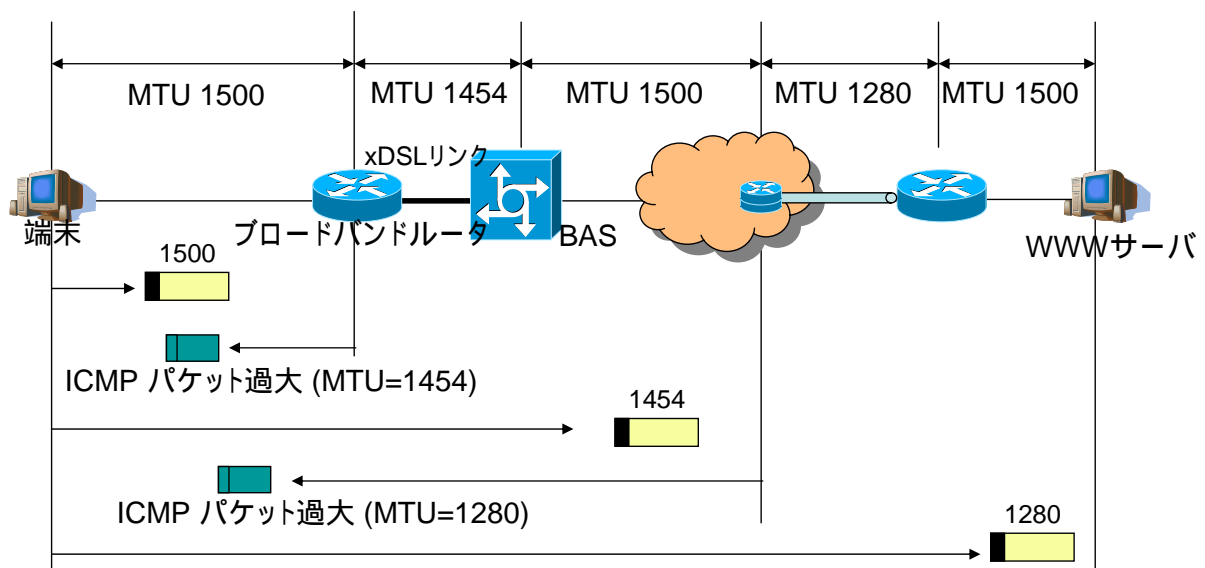 MTU 1500
MTU 1454
MTU 1500
MTU 1280
MTU 1500
xDSLリンク
端末
ブロードバンドルータ
BAS
WWWサーバ
1500
ICMP パケット過大 (MTU=1454)
1454
ICMP パケット過大 (MTU=1280)
1280